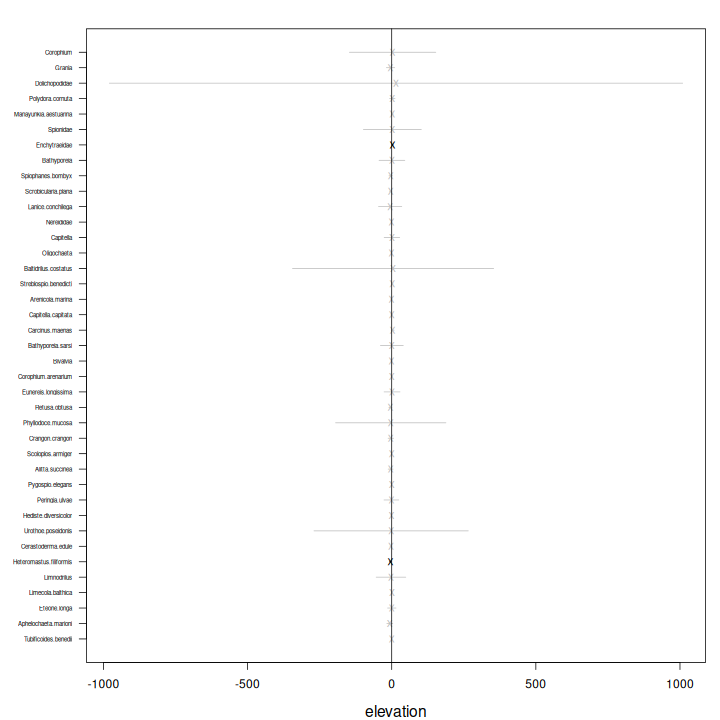 Corophium
Grania
Dolichopodidae
Polydora.cornuta
Manayunkia.aestuarina
Spionidae
Enchytraeidae
Bathyporeia
Spiophanes.bombyx
Scrobicularia.plana
Lanice.conchilega
Nereididae
Capitella
Oligochaeta
Baltidrilus.costatus
Streblospio.benedicti
Arenicola.marina
Capitella.capitata
Carcinus.maenas
Bathyporeia.sarsi
Bivalvia
Corophium.arenarium
Eunereis.longissima
Retusa.obtusa
Phyllodoce.mucosa
Crangon.crangon
Scoloplos.armiger
Alitta.succinea
Pygospio.elegans
Peringia.ulvae
Hediste.diversicolor
Urothoe.poseidonis
Cerastoderma.edule
Heteromastus.filiformis
Limnodrilus
Limecola.balthica
Eteone.longa
Aphelochaeta.marioni
Tubificoides.benedii
-1000 -500 0 500 1000
elevation